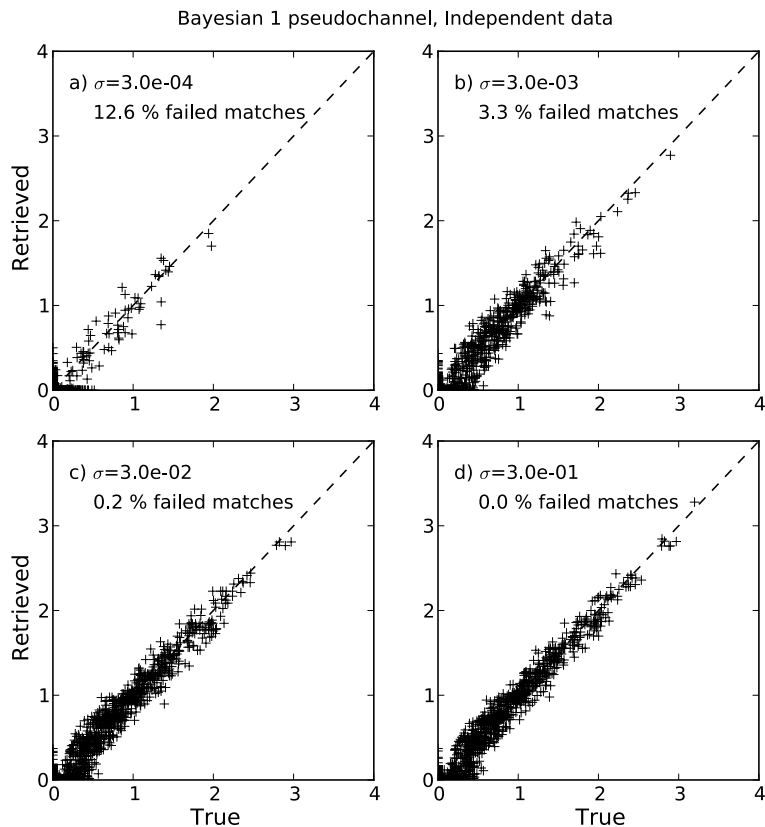 Bayesian 1 pseudochannel, Independent data
a) σ=3.0e-04
12.6 % failed matches
b) σ=3.0e-03
3.3 % failed matches
Retrieved
4
3
2
1
0
0 1 2 3 4
4
3
2
1
0
0 1 2 3 4
c) σ=3.0e-02
0.2 % failed matches
d) σ=3.0e-01
0.0 % failed matches
Retrieved
4
3
2
1
0
0 1 2 3 4
True
4
3
2
1
0
0 1 2 3 4
True